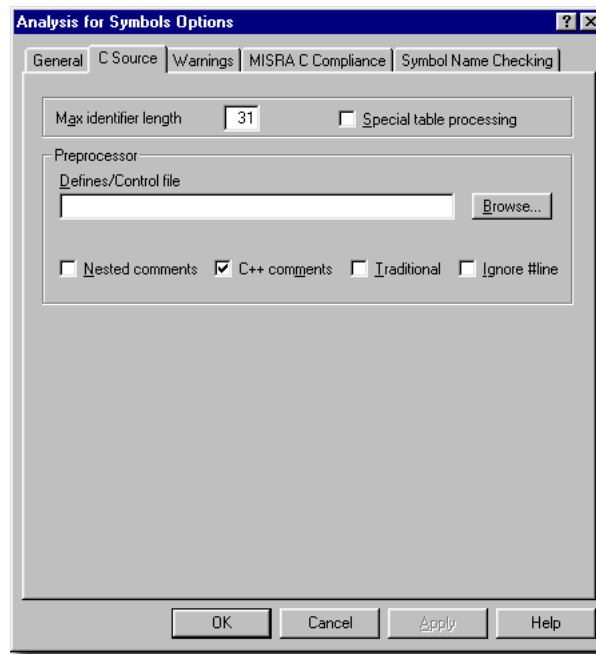 Analysis for Symbols Options
General C Source Warnings MISRA C Compliance Symbol Name Checking
Max identifier length 31 Special table processing
Preprocessor
Defines/Control file
Browse...
Nested comments C++ comments Traditional Ignore #line
OK Cancel Apply Help